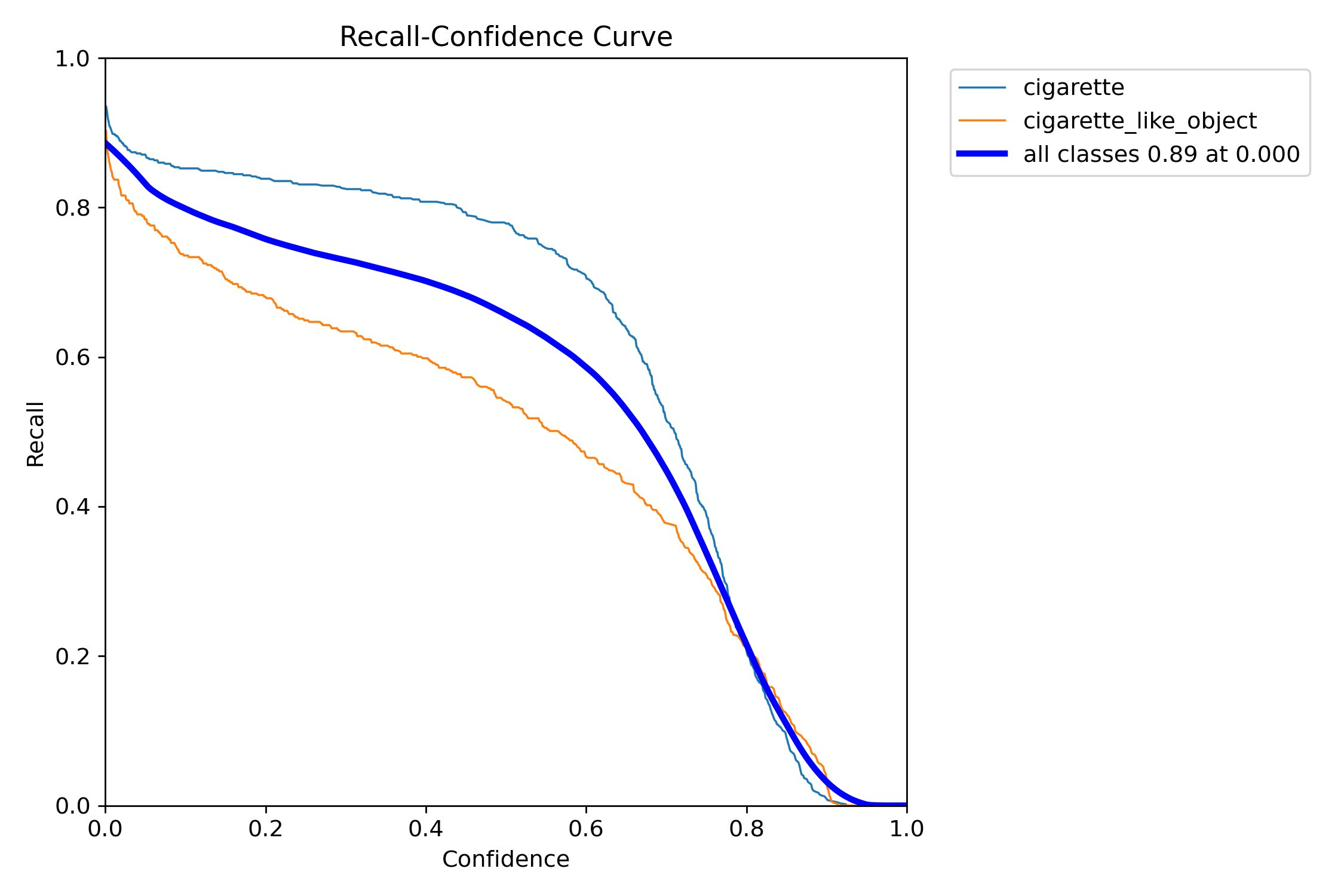 Recall-Confidence Curve
1.0
0.8
0.6
0.4
0.2
0.0
Recall
0.0 0.2 0.4 0.6 0.8 1.0
Confidence
cigarette
cigarette_like_object
all classes 0.89 at 0.000